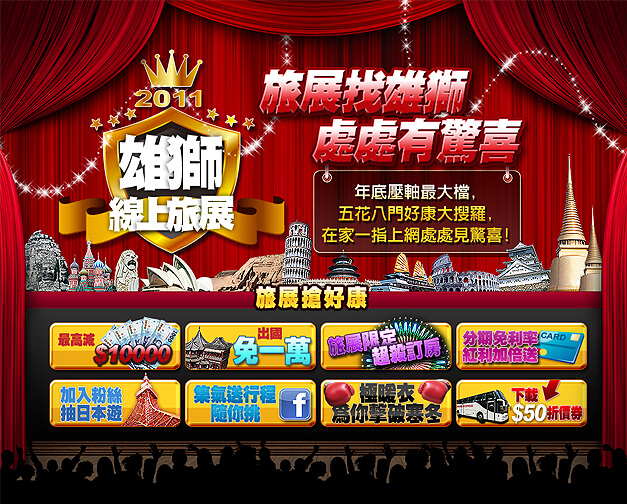 2011
雄獅
線上旅展
旅展找雄獅
處處有驚喜
年底壓軸最大檔,
五花八門好康大搜羅,
在家一指上網處處見驚喜!
旅展搶好康
最高減
$10000
出國
免一萬
旅展限定
超殺訂房
分期免利率
紅利加倍送
CARD
加入粉絲
抽日本遊
集氣送行程
隨你挑
f
極暖衣
為你擊破寒冬
下載
$50折價券